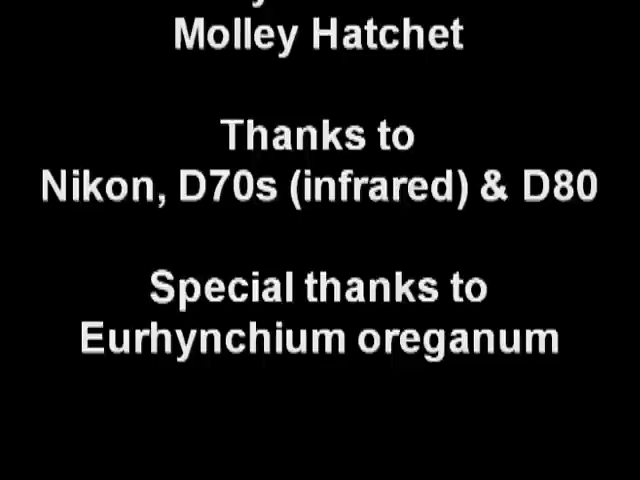 Molley Hatchet
Thanks to
Nikon, D70s (infrared) & D80
Special thanks to
Eurhynchium oreganum